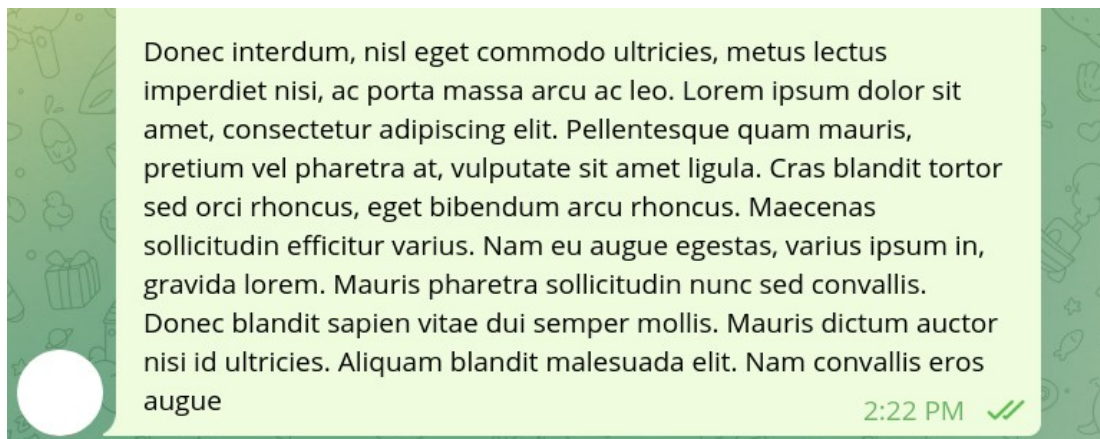 Donec interdum, nisl eget commodo ultricies, metus lectus
imperdiet nisi, ac porta massa arcu ac leo. Lorem ipsum dolor sit
amet, consectetur adipiscing elit. Pellentesque quam mauris,
pretium vel pharetra at, vulputate sit amet ligula. Cras blandit tortor
sed orci rhoncus, eget bibendum arcu rhoncus. Maecenas
sollicitudin efficitur varius. Nam eu augue egestas, varius ipsum in,
gravida lorem. Mauris pharetra sollicitudin nunc sed convallis.
Donec blandit sapien vitae dui semper mollis. Mauris dictum auctor
nisi id ultricies. Aliquam blandit malesuada elit. Nam convallis eros
augue
2:22 PM